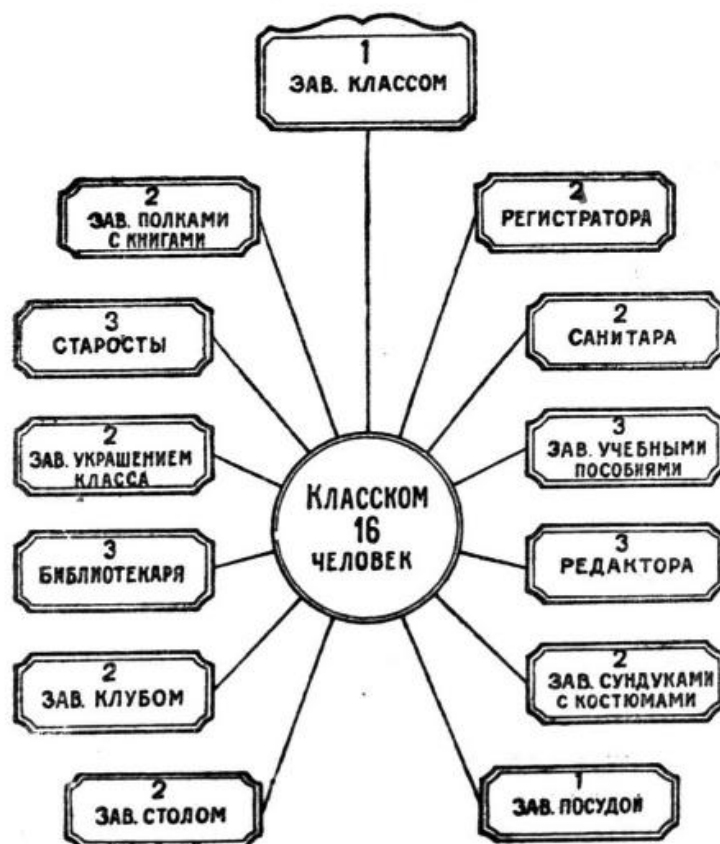 1
ЗАВ. КЛАССОМ
2
ЗАВ. ПОЛКАМИ
С КНИГАМИ
2
РЕГИСТРАТОРА
3
СТАРОСТЫ
2
САНИТАРА
2
ЗАВ. УКРАШЕНИЕМ
КЛАССА
3
ЗАВ. УЧЕБНЫМИ
ПОСОБИЯМИ
КЛАССКОМ
16
ЧЕЛОВЕК
3
БИБЛИОТЕКАРЯ
3
РЕДАКТОРА
2
ЗАВ. КЛУБОМ
2
ЗАВ. СУНДУКАМИ
С КОСТЮМАМИ
2
ЗАВ. СТОЛОМ
1
ЗАВ. ПОСУДОЙ